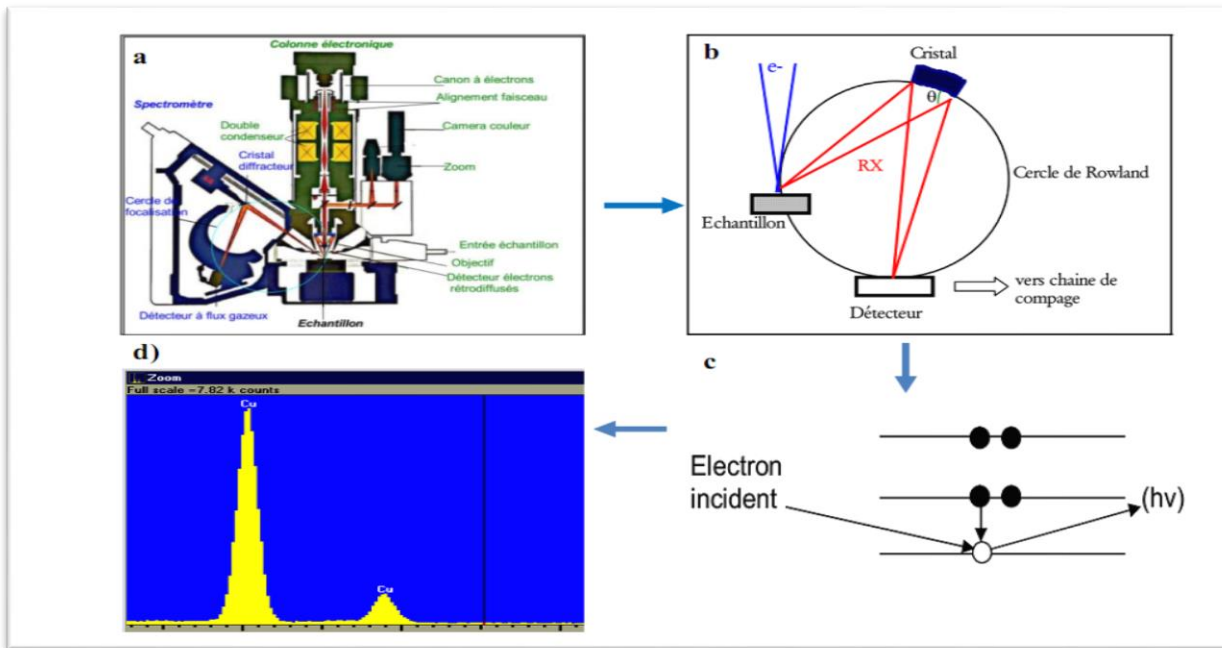 a
Colonne électronique
Canon à électrons
Alignement faisceau
Spectromètre
Double
condenseur
Camera couleur
Cristal
diffracteur
Zoom
Cercle de
focalisation
Entrée échantillon
Objectif
Détecteur électrons
rétrodiffusés
Détecteur à flux gazeux
Echantillon
b
e-
Cristal
θ
RX
Cercle de Rowland
Echantillon
Détecteur
vers chaine de
compage
c
Electron
incident
(hv)
d)
Zoom
Full scale =7.82 k counts
Cu
Cu